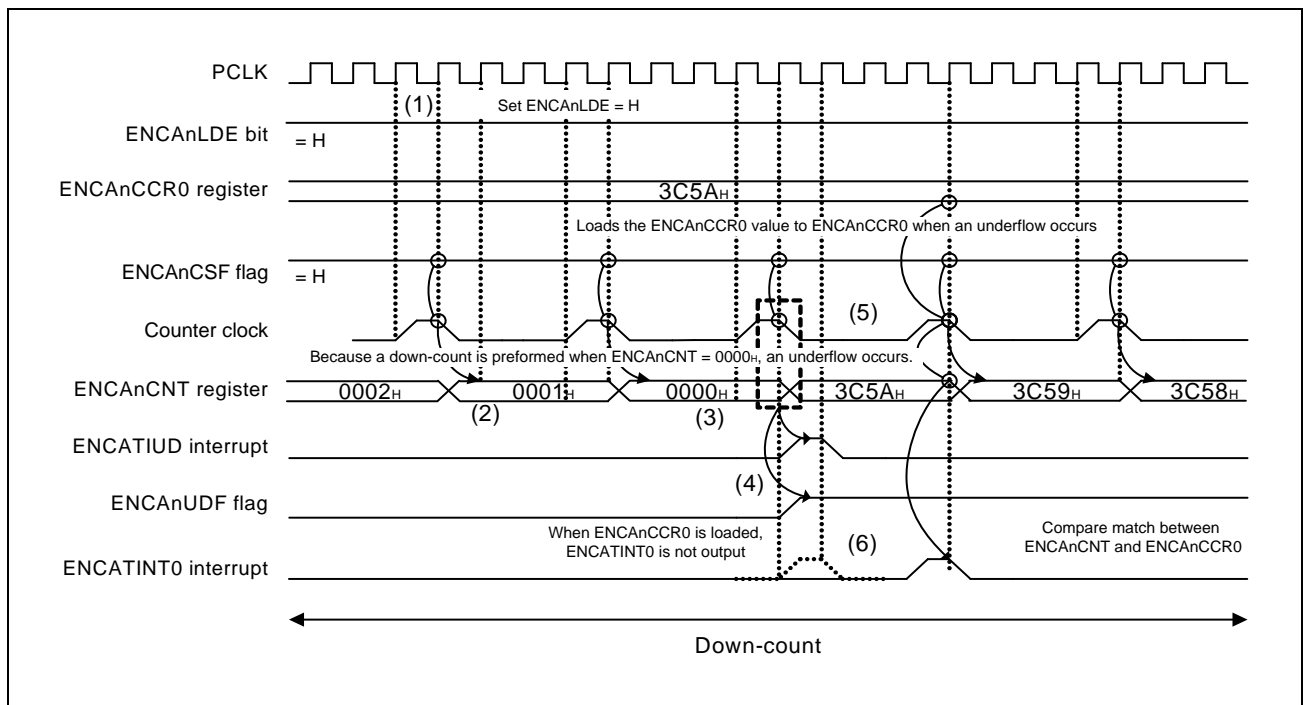 PCLK
(1)
Set ENCAnLDE = H
ENCAnLDE bit
= H
ENCAnCCR0 register
3C5AH
Loads the ENCAnCCR0 value to ENCAnCCR0 when an underflow occurs
ENCAnCSF flag
= H
(5)
Counter clock
Because a down-count is preformed when ENCAnCNT = 0000H, an underflow occurs.
ENCAnCNT register
0002H
0001H
0000H
3C5AH
3C59H
3C58H
(2)
(3)
ENCATIUD interrupt
(4)
ENCAnUDF flag
When ENCAnCCR0 is loaded,
ENCATINT0 is not output
(6)
Compare match between
ENCAnCNT and ENCAnCCR0
ENCATINT0 interrupt
Down-count